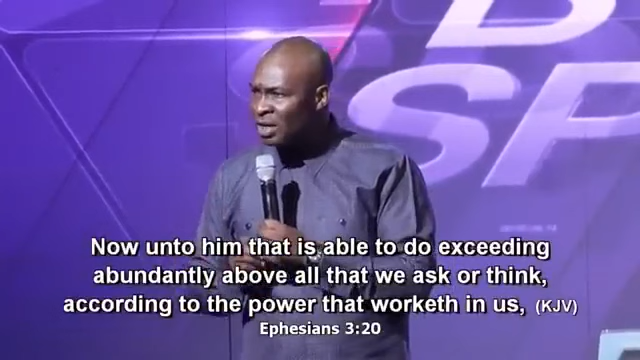 SP
Now unto him that is able to do exceeding
abundantly above all that we ask or think,
according to the power that worketh in us, (KJV)
Ephesians 3:20